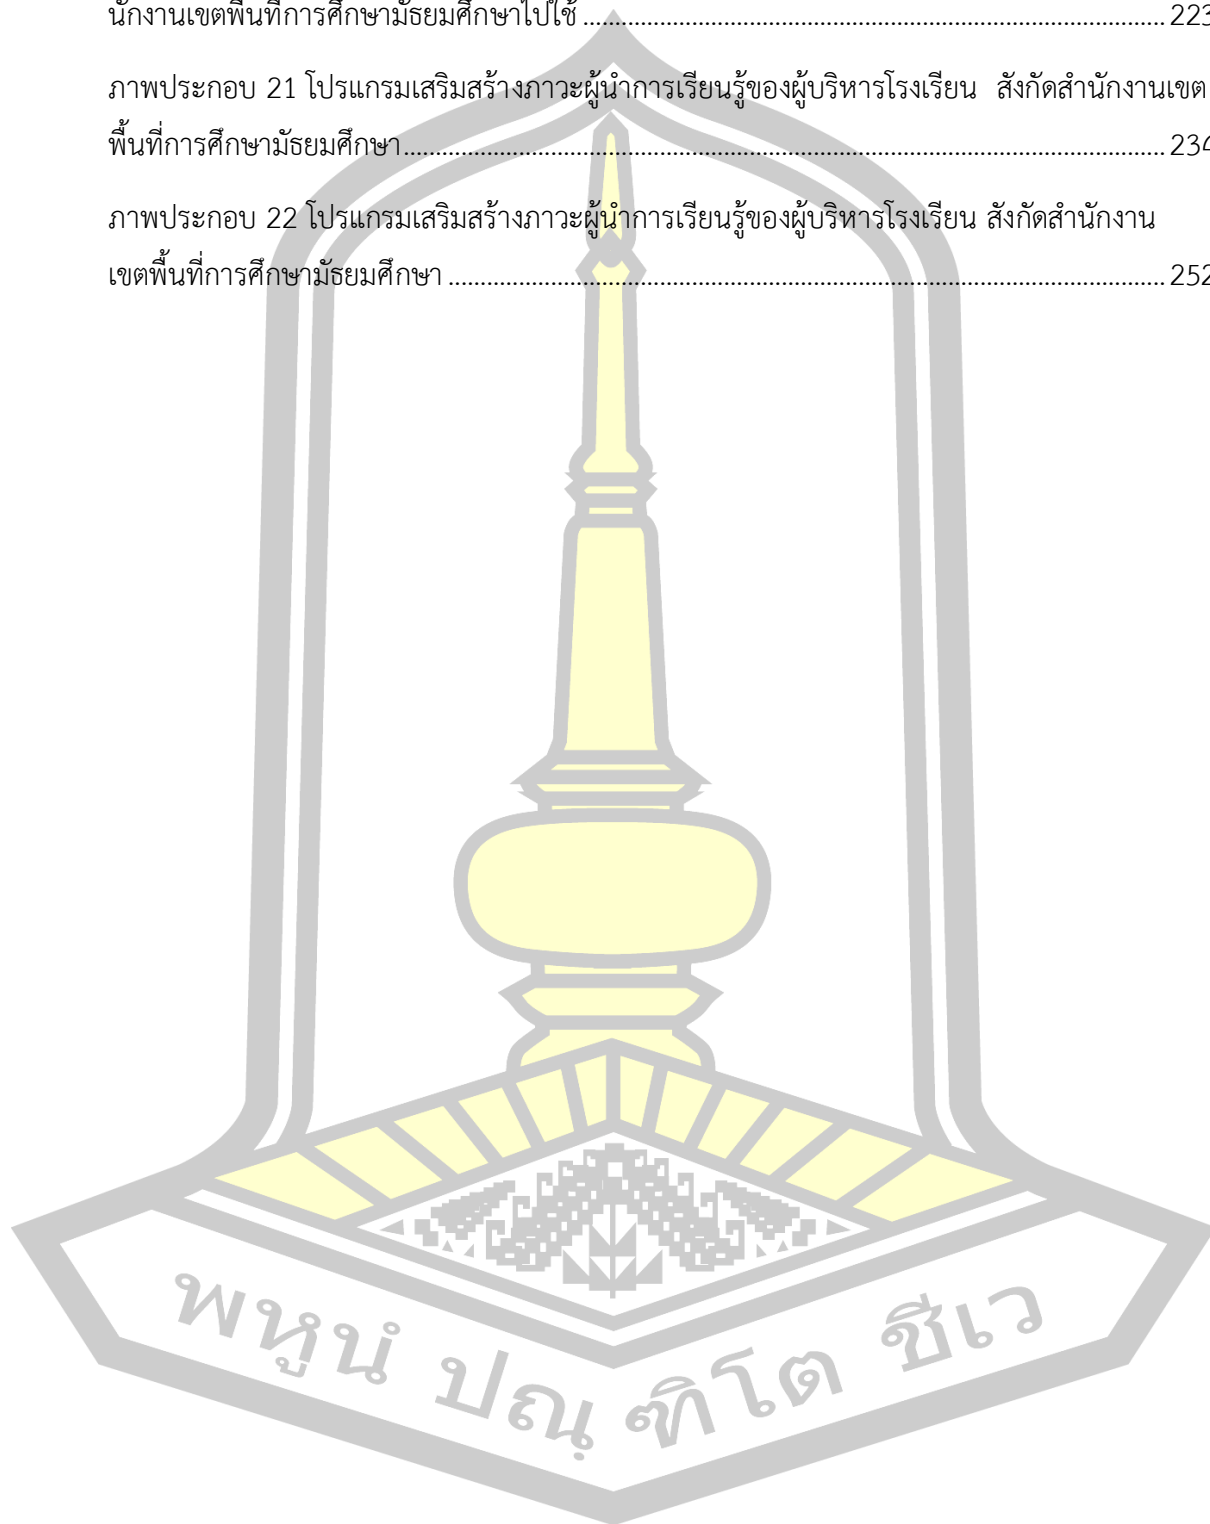 นักงานเขตพื้นที่การศึกษามัธยมศึกษาไปใช้ ........................................................................................... 223
ภาพประกอบ 21 โปรแกรมเสริมสร้างภาวะผู้นำการเรียนรู้ของผู้บริหารโรงเรียน  สังกัดสำนักงานเขต
พื้นที่การศึกษามัธยมศึกษา....................................................................................................................... 234
ภาพประกอบ 22 โปรแกรมเสริมสร้างภาวะผู้นำการเรียนรู้ของผู้บริหารโรงเรียน สังกัดสำนักงาน
เขตพื้นที่การศึกษามัธยมศึกษา ................................................................................................................ 252
พหูนํ ปณฺฑิโต ชีเว